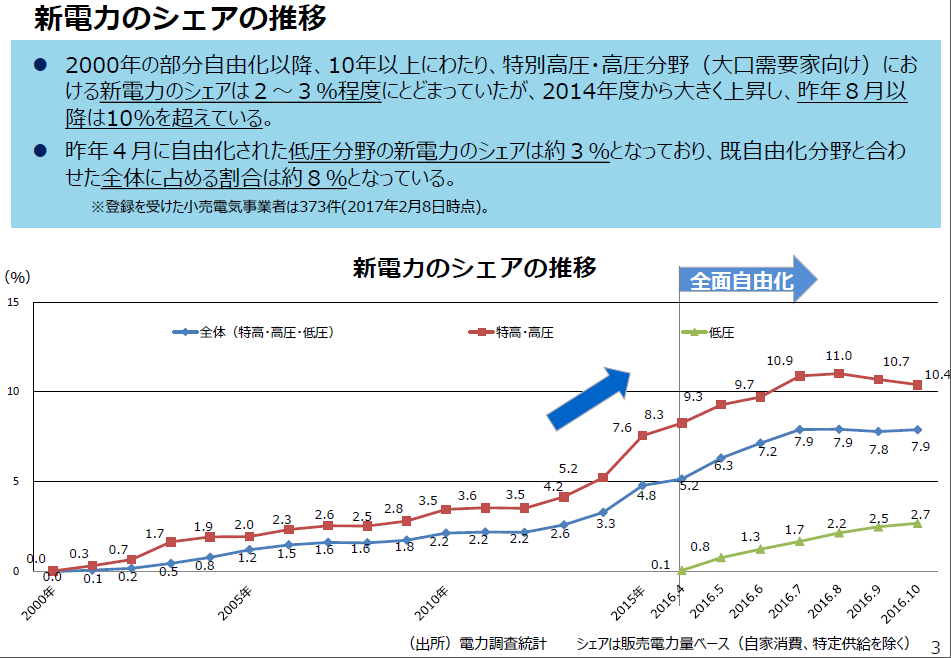 新電力のシェアの推移
● 2000年の部分自由化以降、10年以上にわたり、特別高圧・高圧分野（大口需要家向け）にお
ける新電力のシェアは２～３％程度にとどまっていたが、2014年度から大きく上昇し、昨年８月以
降は10％を超えている。
● 昨年４月に自由化された低圧分野の新電力のシェアは約３％となっており、既自由化分野と合わ
せた全体に占める割合は約８％となっている。
※登録を受けた小売電気事業者は373件(2017年2月8日時点)。
新電力のシェアの推移
全面自由化
(%)
15
全体（特高・高圧・低圧）
特高・高圧
低圧
10
5
0
0.0 0.3 0.7 1.7 1.9 2.0 2.3 2.6 2.5 2.8 3.5 3.6 3.5 4.2 5.2 7.6 8.3 9.3 9.7 10.9 11.0 10.7 10.4
0.0 0.1 0.2 0.5 0.8 1.2 1.5 1.6 1.6 1.8 2.2 2.2 2.2 2.6 3.3 4.8 5.2 6.3 7.2 7.9 7.9 7.8 7.9
0.1 0.8 1.3 1.7 2.2 2.5 2.7
2000年 2005年 2010年 2015年 2016.4 2016.5 2016.6 2016.7 2016.8 2016.9 2016.10
（出所）電力調査統計 シェアは販売電力量ベース（自家消費、特定供給を除く）
3